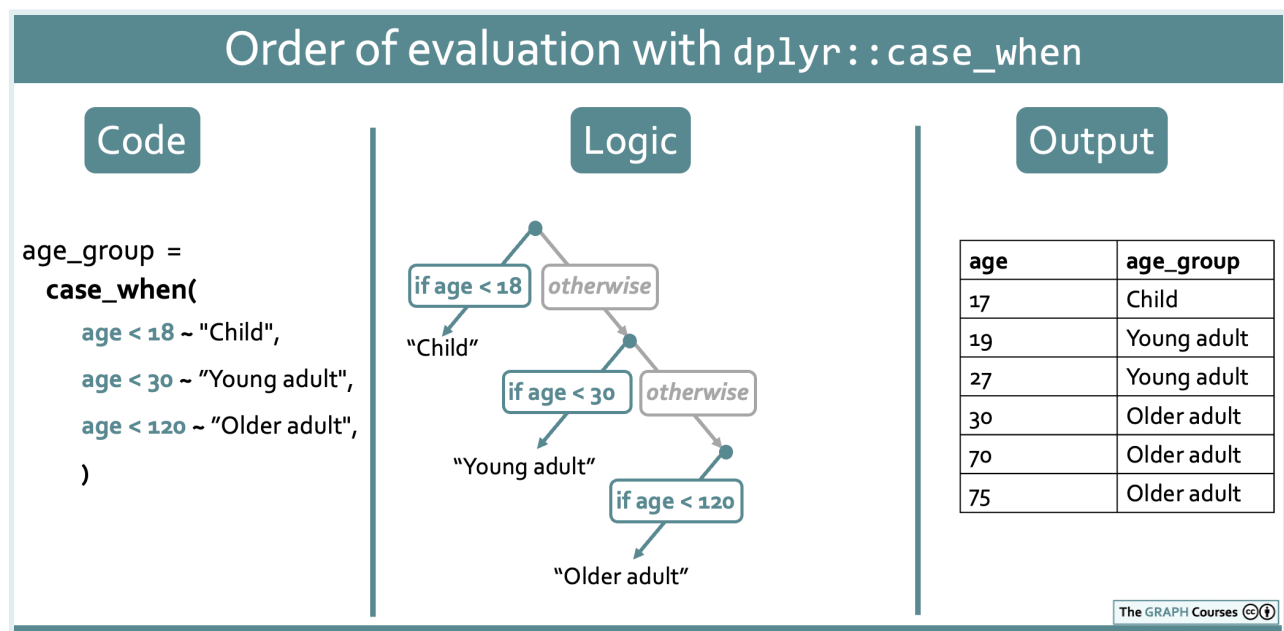 Order of evaluation with dplyr::case_when
Code
age_group =
case_when(
age < 18 ~ "Child",
age < 30 ~ ”Young adult",
age < 120 ~ ”Older adult",
)
Logic
if age < 18
otherwise
“Child”
if age < 30
otherwise
“Young adult”
if age < 120
“Older adult”
Output
age age_group
17 Child
19 Young adult
27 Young adult
30 Older adult
70 Older adult
75 Older adult
The GRAPH Courses